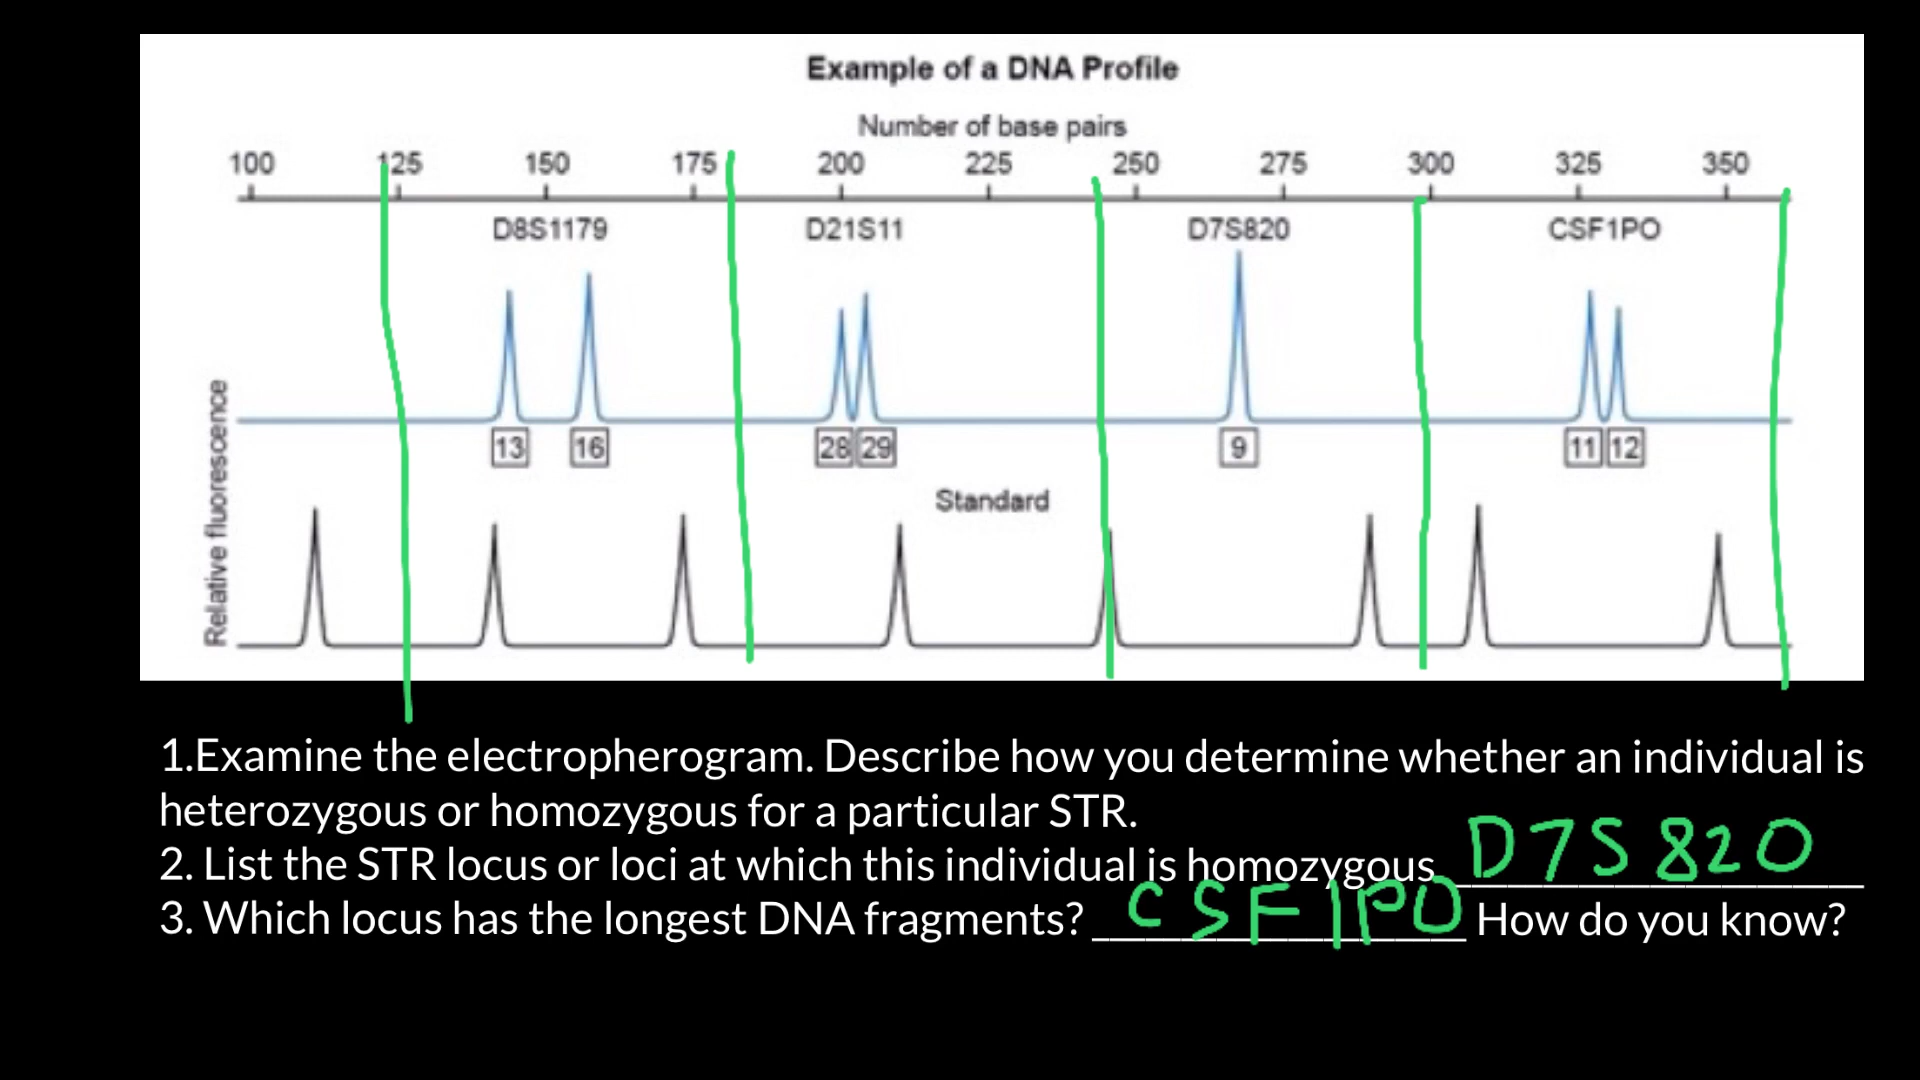 Example of a DNA Profile
Number of base pairs
100 125 150 175 200 225 250 275 300 325 350
D8S1179 D21S11 D7S820 CSF1PO
13 16 28 29 9 11 12
Relative fluorescence
Standard
1.Examine the electropherogram. Describe how you determine whether an individual is
heterozygous or homozygous for a particular STR.
2. List the STR locus or loci at which this individual is homozygous D7S820
3. Which locus has the longest DNA fragments? CSF1PO How do you know?